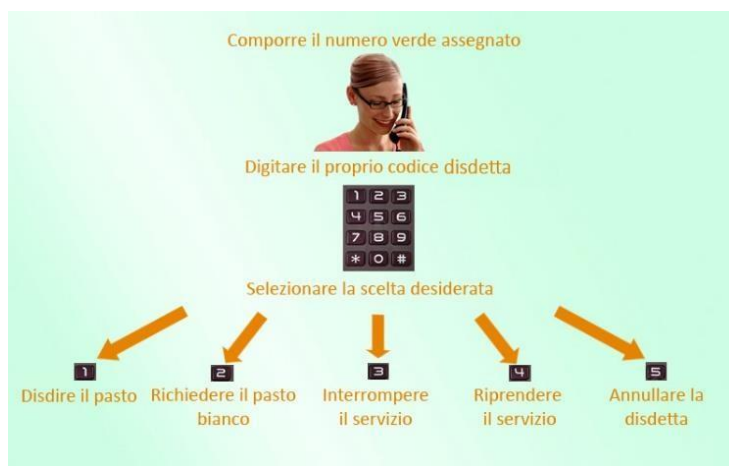 Comporre il numero verde assegnato
Digitare il proprio codice disdetta
1 2 3
4 5 6
7 8 9
* 0 #
Selezionare la scelta desiderata
1
Disdire il pasto
2
Richiedere il pasto
bianco
3
Interrompere
il servizio
4
Riprendere
il servizio
5
Annullare la
disdetta